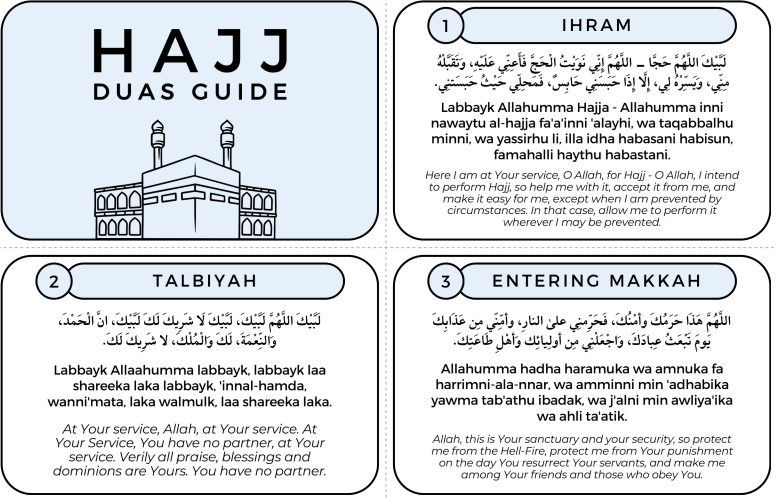 HAJJ
DUAS GUIDE
1
IHRAM
لَبَّيْكَ اللَّهُمَّ حَجًّا – اللَّهُمَّ إِنِّي نَوَيْتُ الْحَجَّ فَأَعِنِّي عَلَيْهِ، وَتَقَبَّلْهُ
مِنِّي، وَيَسِّرْهُ لِي، إِلَّا إِذَا حَبَسَنِي حَابِسٌ، فَمَحِلِّي حَيْثُ حَبَسَتنِي.
Labbayk Allahumma Hajja - Allahumma inni
nawaytu al-hajja fa'a'inni 'alayhi, wa taqabbalhu
minni, wa yassirhu li, illa idha habasani habisun,
famahalli haythu habastani.
Here I am at Your service, O Allah, for Hajj - O Allah, I intend
to perform Hajj, so help me with it, accept it from me, and
make it easy for me, except when I am prevented by
circumstances. In that case, allow me to perform it
wherever I may be prevented.
2
TALBIYAH
لَبَّيْكَ اللَّهُمَّ لَبَّيْكَ، لَبَّيْكَ لَا شَرِيكَ لَكَ لَبَّيْكَ، انَّ الْحَمْدَ،
وَالنِّعْمَةَ، لَكَ وَالْمُلْكَ، لَا شَرِيكَ لَكَ.
Labbayk Allaahumma labbayk, labbayk laa
shareeka laka labbayk, 'innal-hamda,
wanni'mata, laka walmulk, laa shareeka laka.
At Your service, Allah, at Your service. At
Your Service, You have no partner, at Your
service. Verily all praise, blessings and
dominions are Yours. You have no partner.
3
ENTERING MAKKAH
اللَّهُمَّ هَذَا حَرَمُكَ وأمْنُكَ، فَحَرِّمنِي علىٰ النارِ، وأمِّنِّي مِن عَذَابِكَ
يَومَ تَبْعَثُ عِبادَكَ، وَاجْعَلْنِي مِن أولِيائِكَ وَأَهْلِ طَاعَتِكَ.
Allahumma hadha haramuka wa amnuka fa
harrimni-ala-nnar, wa amminni min 'adhabika
yawma tab'athu ibadak, wa j'alni min awliya'ika
wa ahli ta'atik.
Allah, this is Your sanctuary and your security, so protect
me from the Hell-Fire, protect me from Your punishment
on the day You resurrect Your servants, and make me
among Your friends and those who obey You.